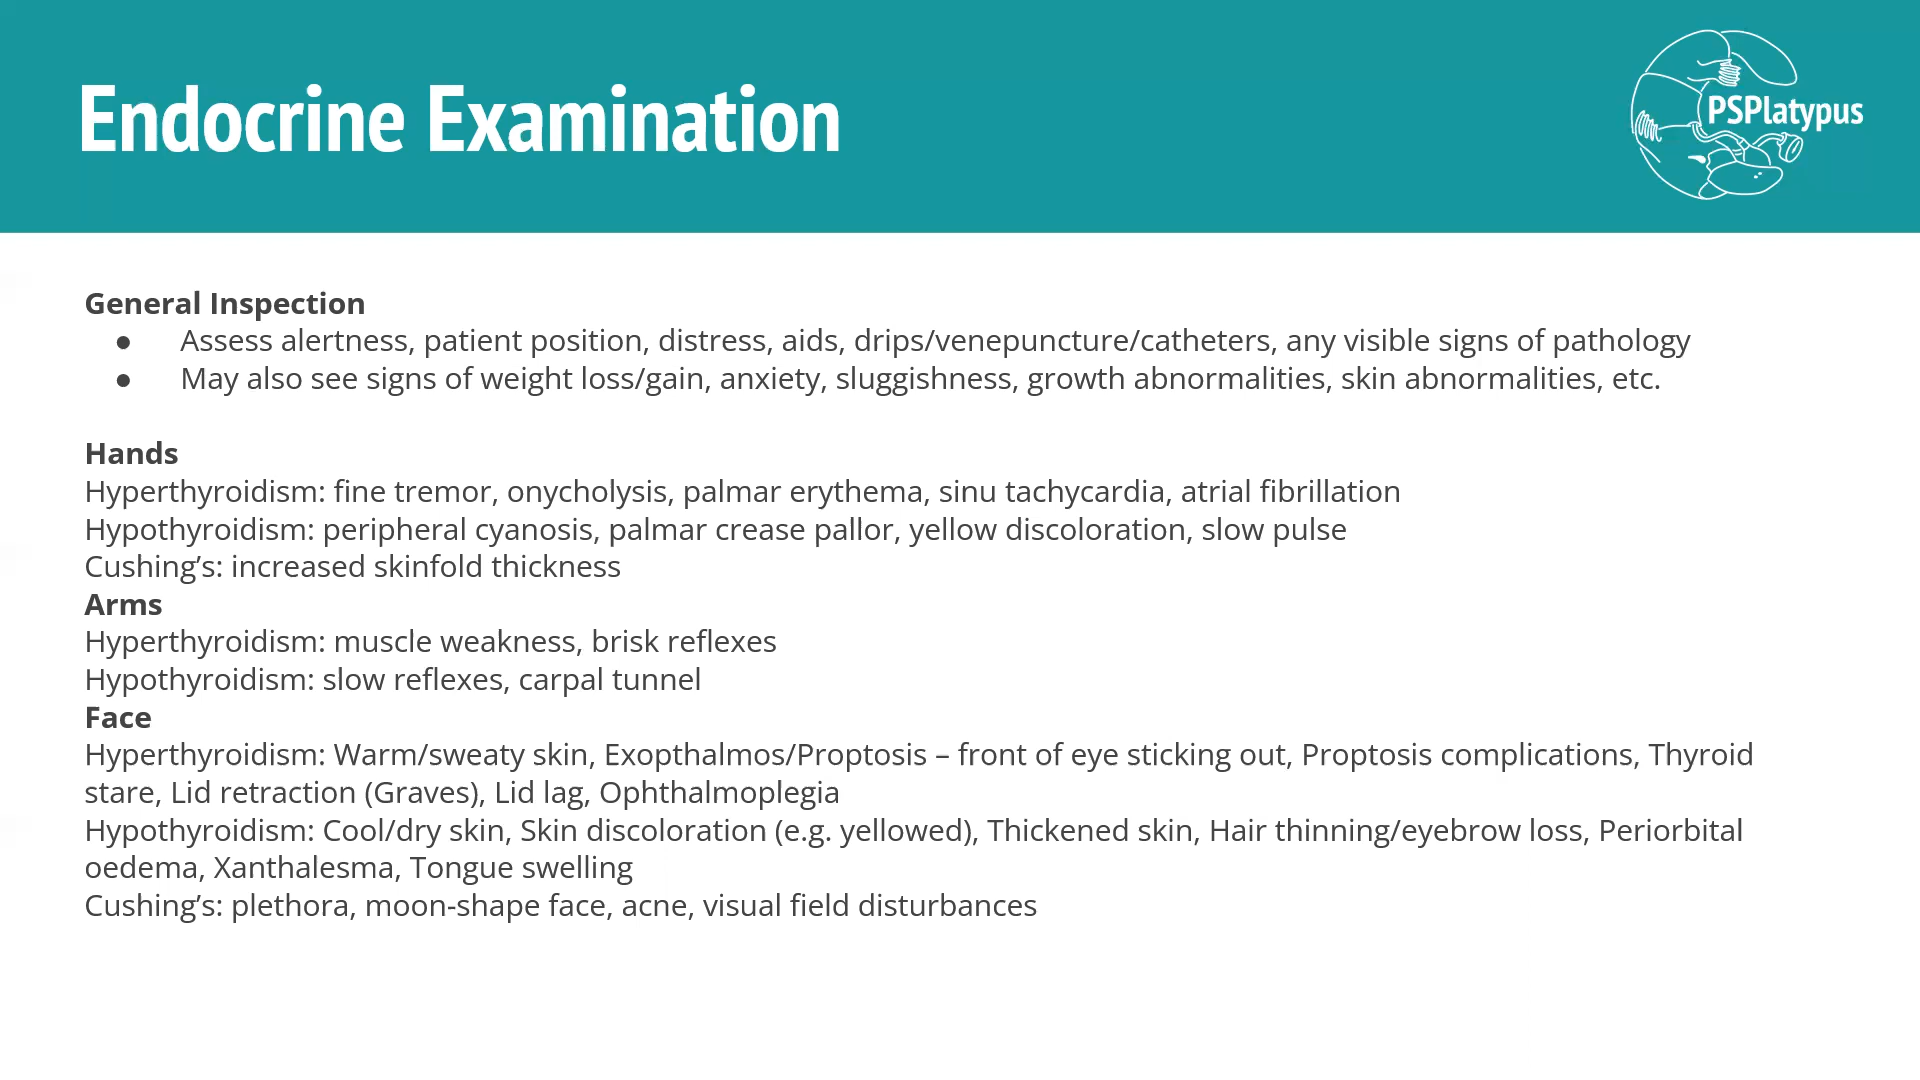 Endocrine Examination
PSPlatypus
General Inspection
● Assess alertness, patient position, distress, aids, drips/venepuncture/catheters, any visible signs of pathology
● May also see signs of weight loss/gain, anxiety, sluggishness, growth abnormalities, skin abnormalities, etc.
Hands
Hyperthyroidism: fine tremor, onycholysis, palmar erythema, sinu tachycardia, atrial fibrillation
Hypothyroidism: peripheral cyanosis, palmar crease pallor, yellow discoloration, slow pulse
Cushing’s: increased skinfold thickness
Arms
Hyperthyroidism: muscle weakness, brisk reflexes
Hypothyroidism: slow reflexes, carpal tunnel
Face
Hyperthyroidism: Warm/sweaty skin, Exopthalmos/Proptosis – front of eye sticking out, Proptosis complications, Thyroid
stare, Lid retraction (Graves), Lid lag, Ophthalmoplegia
Hypothyroidism: Cool/dry skin, Skin discoloration (e.g. yellowed), Thickened skin, Hair thinning/eyebrow loss, Periorbital
oedema, Xanthalesma, Tongue swelling
Cushing’s: plethora, moon-shape face, acne, visual field disturbances